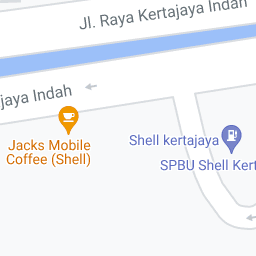 Jl. Raya Kertajaya Indah
jaya Indah
Jacks Mobile
Coffee (Shell)
Shell kertajaya
SPBU Shell Kert